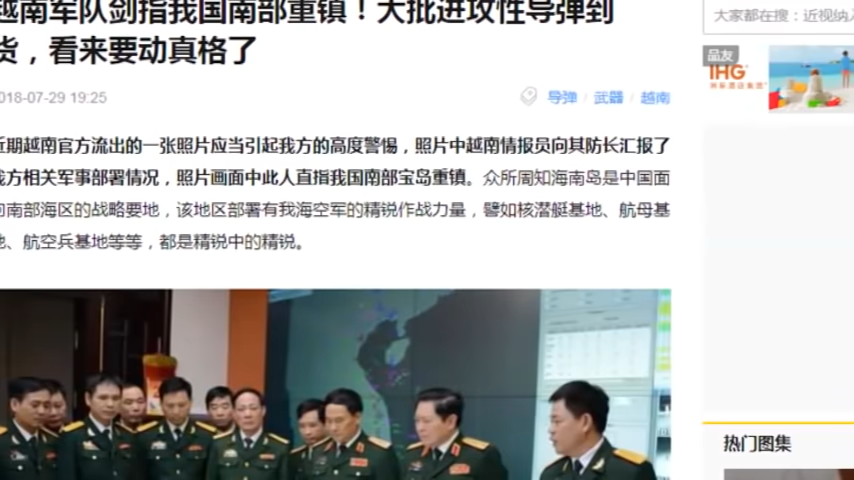 越南军队剑指我国南部重镇！大批进攻性导弹到
货，看来要动真格了
018-07-29 19:25
导弹 / 武器 / 越南
近期越南官方流出的一张照片应当引起我方的高度警惕，照片中越南情报员向其防长汇报了
我方相关军事部署情况，照片画面中此人直指我国南部宝岛重镇。众所周知海南岛是中国面
向南部海区的战略要地，该地区部署有我海空军的精锐作战力量，譬如核潜艇基地、航母基
地、航空兵基地等等，都是精锐中的精锐。
大家都在搜：近视纳入
品友
IHG
洲际酒店集团
热门图集